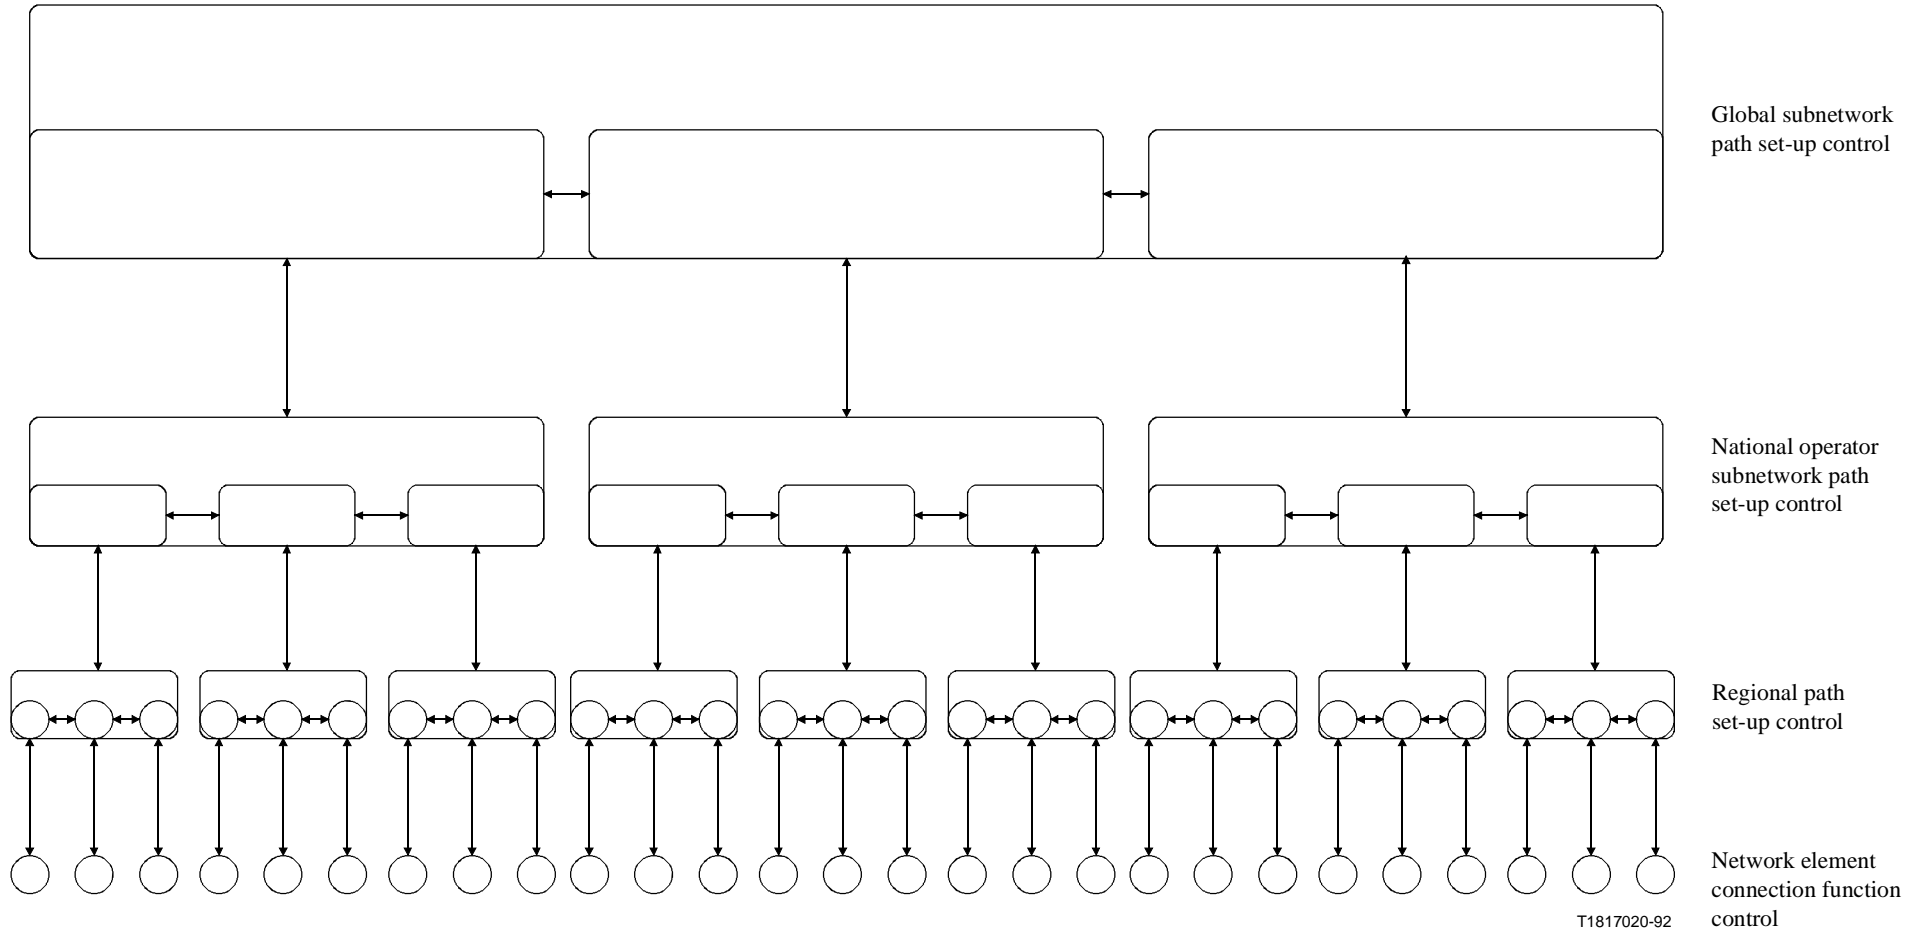 Global subnetwork
path set-up control
National operator
subnetwork path
set-up control
Regional path
set-up control
Network element
connection function
control
T1817020-92